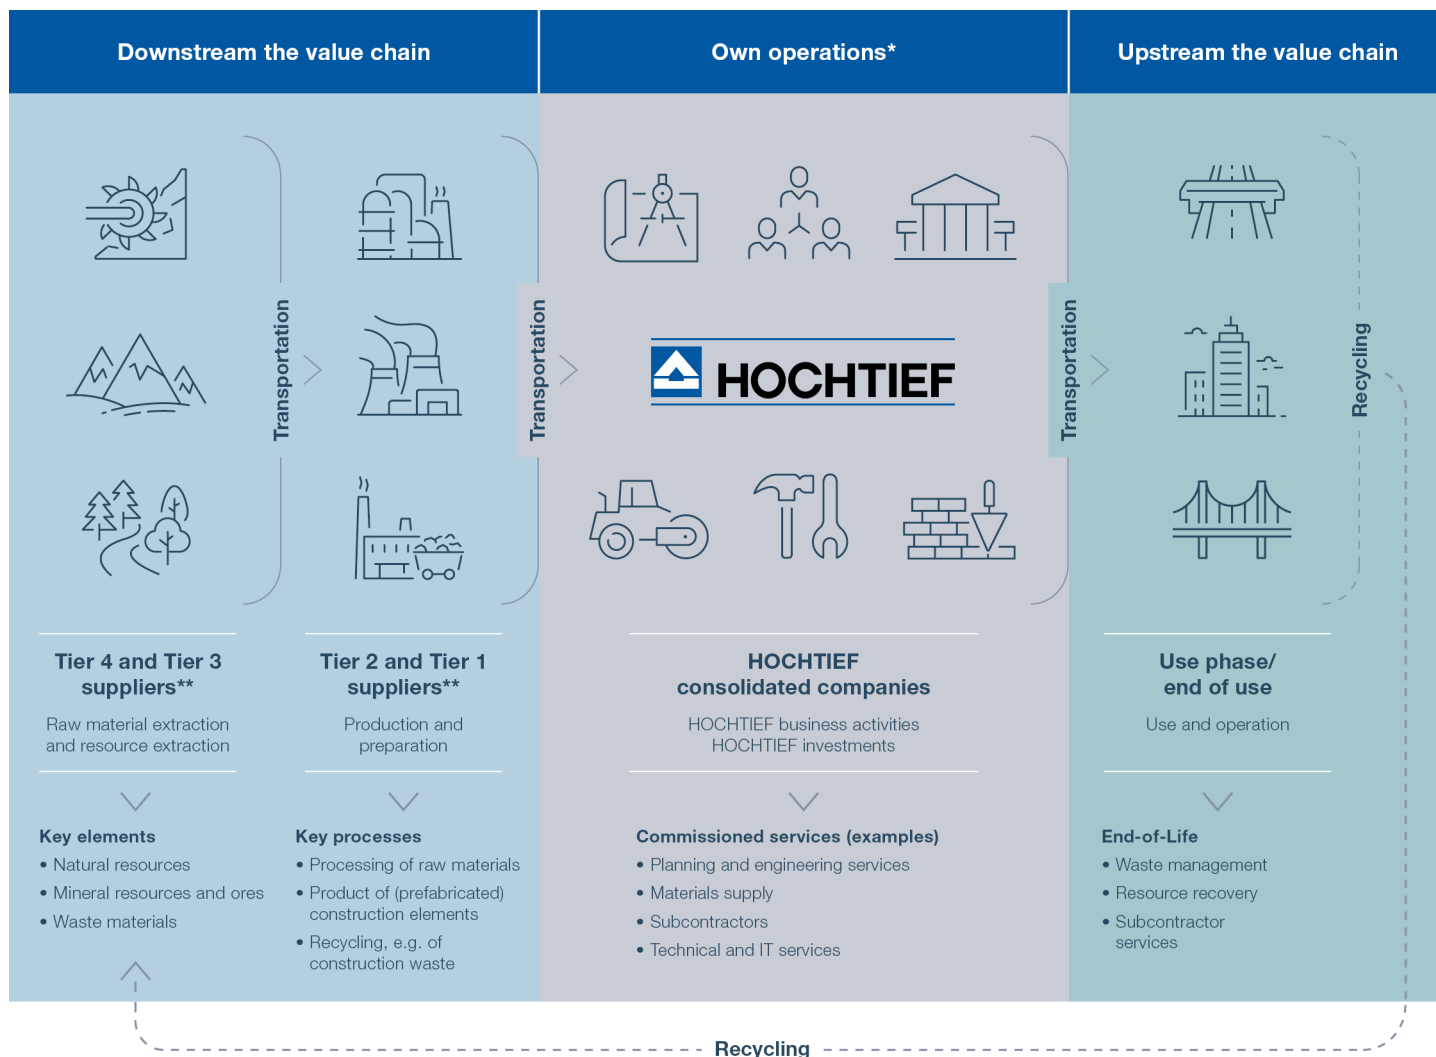 Downstream the value chain
Own operations*
Upstream the value chain
Transportation
Transportation
HOCHTIEF
Transportation
Recycling
Tier 4 and Tier 3
suppliers**
Raw material extraction
and resource extraction
Key elements
• Natural resources
• Mineral resources and ores
• Waste materials
Tier 2 and Tier 1
suppliers**
Production and
preparation
Key processes
• Processing of raw materials
• Product of (prefabricated)
construction elements
• Recycling, e.g. of
construction waste
HOCHTIEF
consolidated companies
HOCHTIEF business activities
HOCHTIEF investments
Commissioned services (examples)
• Planning and engineering services
• Materials supply
• Subcontractors
• Technical and IT services
Use phase/
end of use
Use and operation
End-of-Life
• Waste management
• Resource recovery
• Subcontractor
services
Recycling